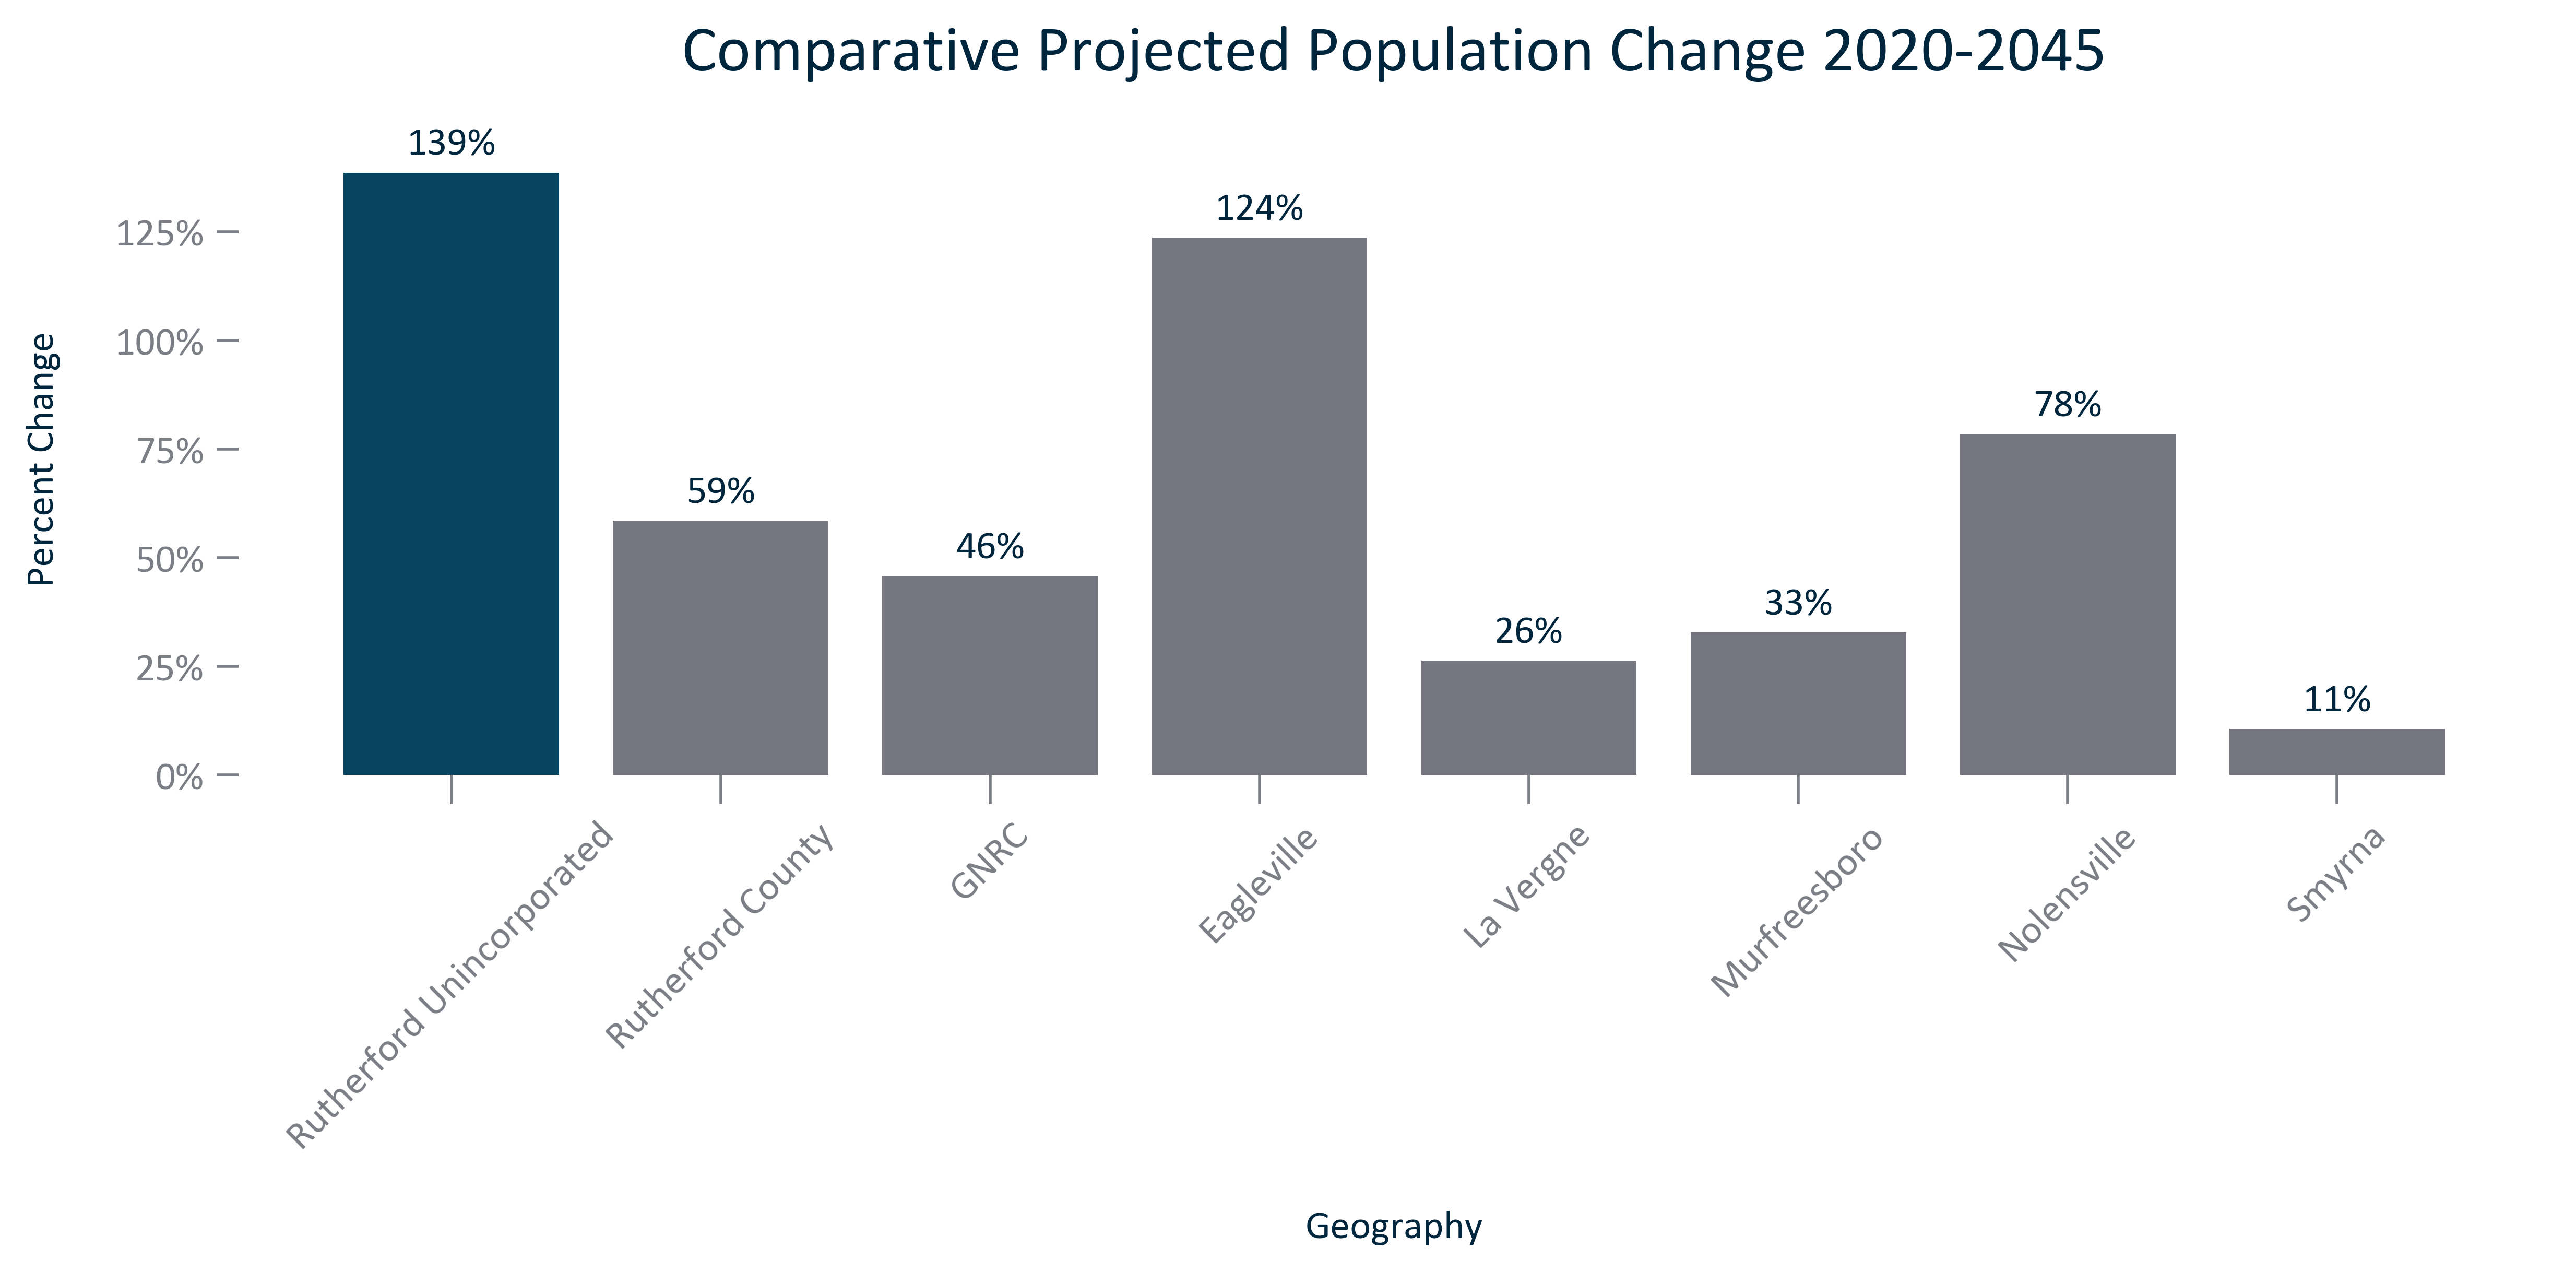 Comparative Projected Population Change 2020-2045
139%
124%
125%
100%
78%
75%
59%
50%
46%
33%
26%
25%
11%
0%
Percent Change
Rutherford Unincorporated
Rutherford County
GNRC
Eagleville
La Vergne
Murfreesboro
Nolensville
Smyrna
Geography